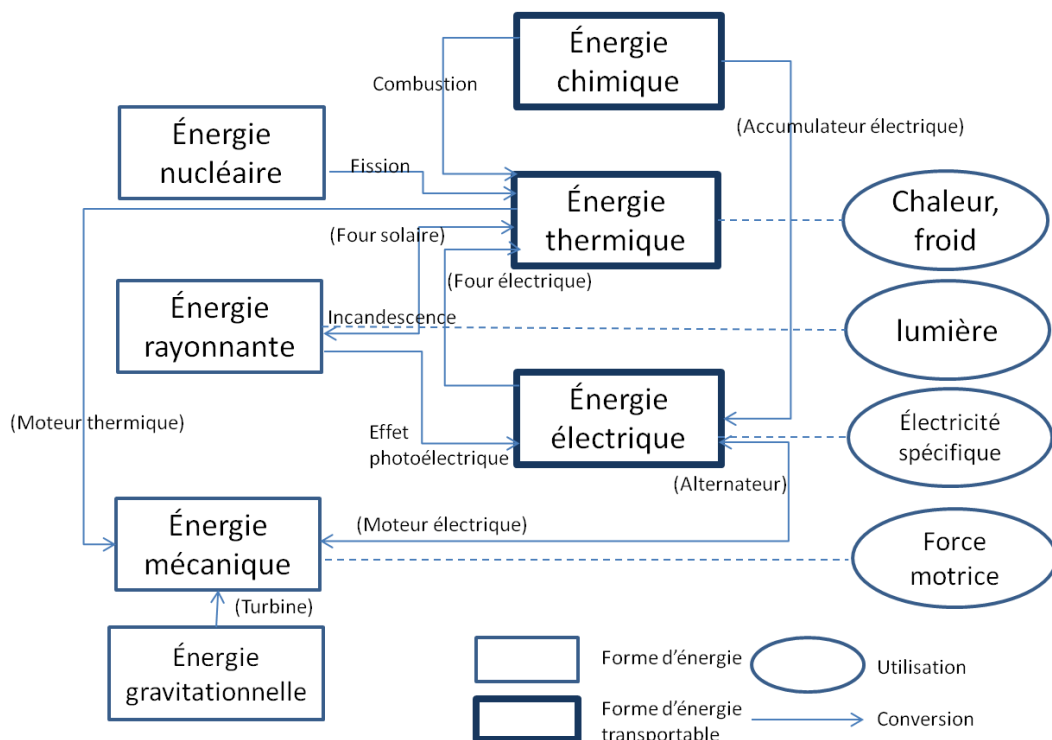 Énergie
chimique
Combustion
(Accumulateur électrique)
Énergie
nucléaire
Fission
Énergie
thermique
Chaleur,
froid
(Four solaire)
(Four électrique)
Énergie
rayonnante
Incandescence
lumière
(Moteur thermique)
Effet
photoélectrique
Énergie
électrique
Électricité
spécifique
(Alternateur)
Énergie
mécanique
(Moteur électrique)
Force
motrice
(Turbine)
Énergie
gravitationnelle
Forme d'énergie
Utilisation
Forme d'énergie
transportable
Conversion